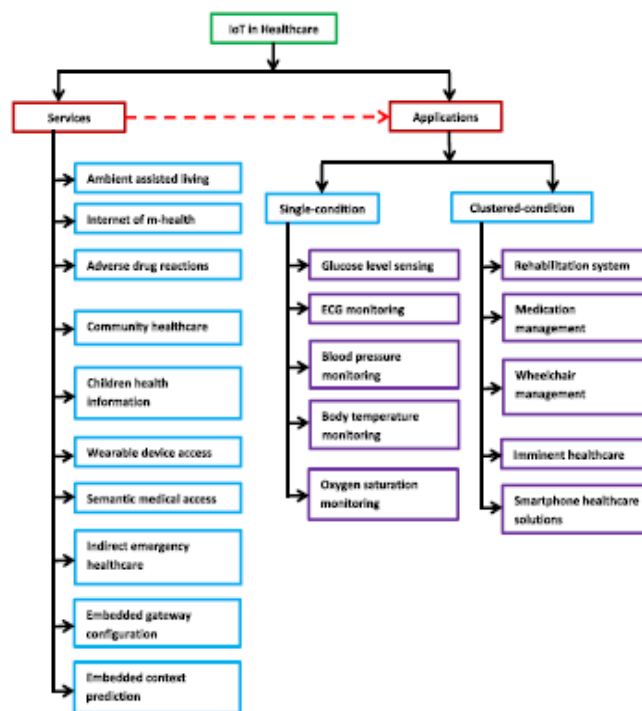 IoT in Healthcare
Services
Applications
Ambient assisted living
Internet of m-health
Adverse drug reactions
Community healthcare
Children health
information
Wearable device access
Semantic medical access
Indirect emergency
healthcare
Embedded gateway
configuration
Embedded context
prediction
Single-condition
Glucose level sensing
ECG monitoring
Blood pressure
monitoring
Body temperature
monitoring
Oxygen saturation
monitoring
Clustered-condition
Rehabilitation system
Medication
management
Wheelchair
management
Imminent healthcare
Smartphone healthcare
solutions